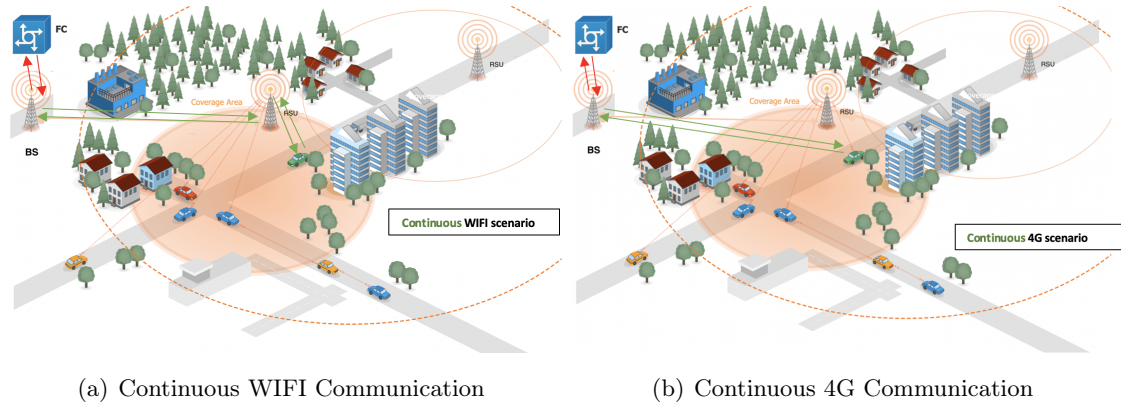 FC
BS
Coverage Area
RSU
RSU
Continuous WIFI scenario
(a) Continuous WIFI Communication
FC
BS
Coverage Area
RSU
RSU
Continuous 4G scenario
(b) Continuous 4G Communication